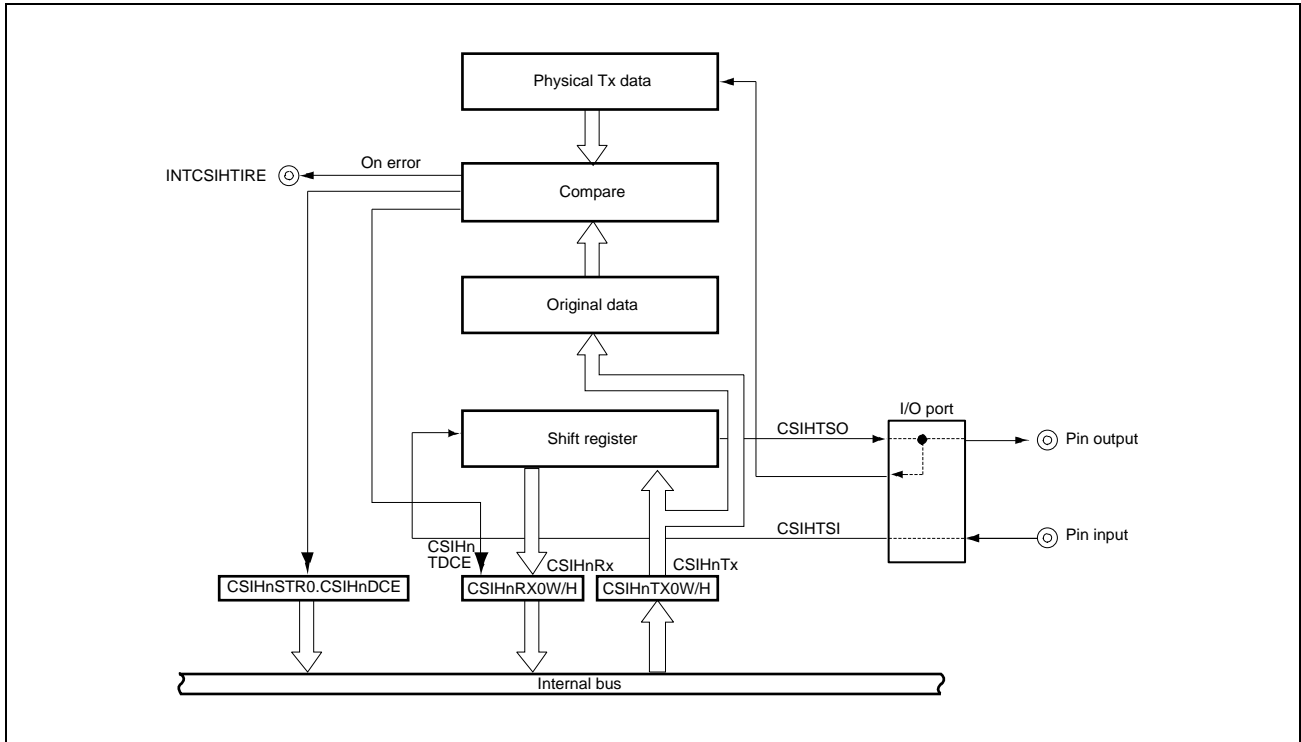 Physical Tx data
On error
INTCSIHTIRE
Compare
Original data
I/O port
Shift register
CSIHTSO
Pin output
CSIHTSI
Pin input
CSIHn
TDCE
CSIHnRx
CSIHnTx
CSIHnSTR0.CSIHnDCE
CSIHnRX0W/H
CSIHnTX0W/H
Internal bus